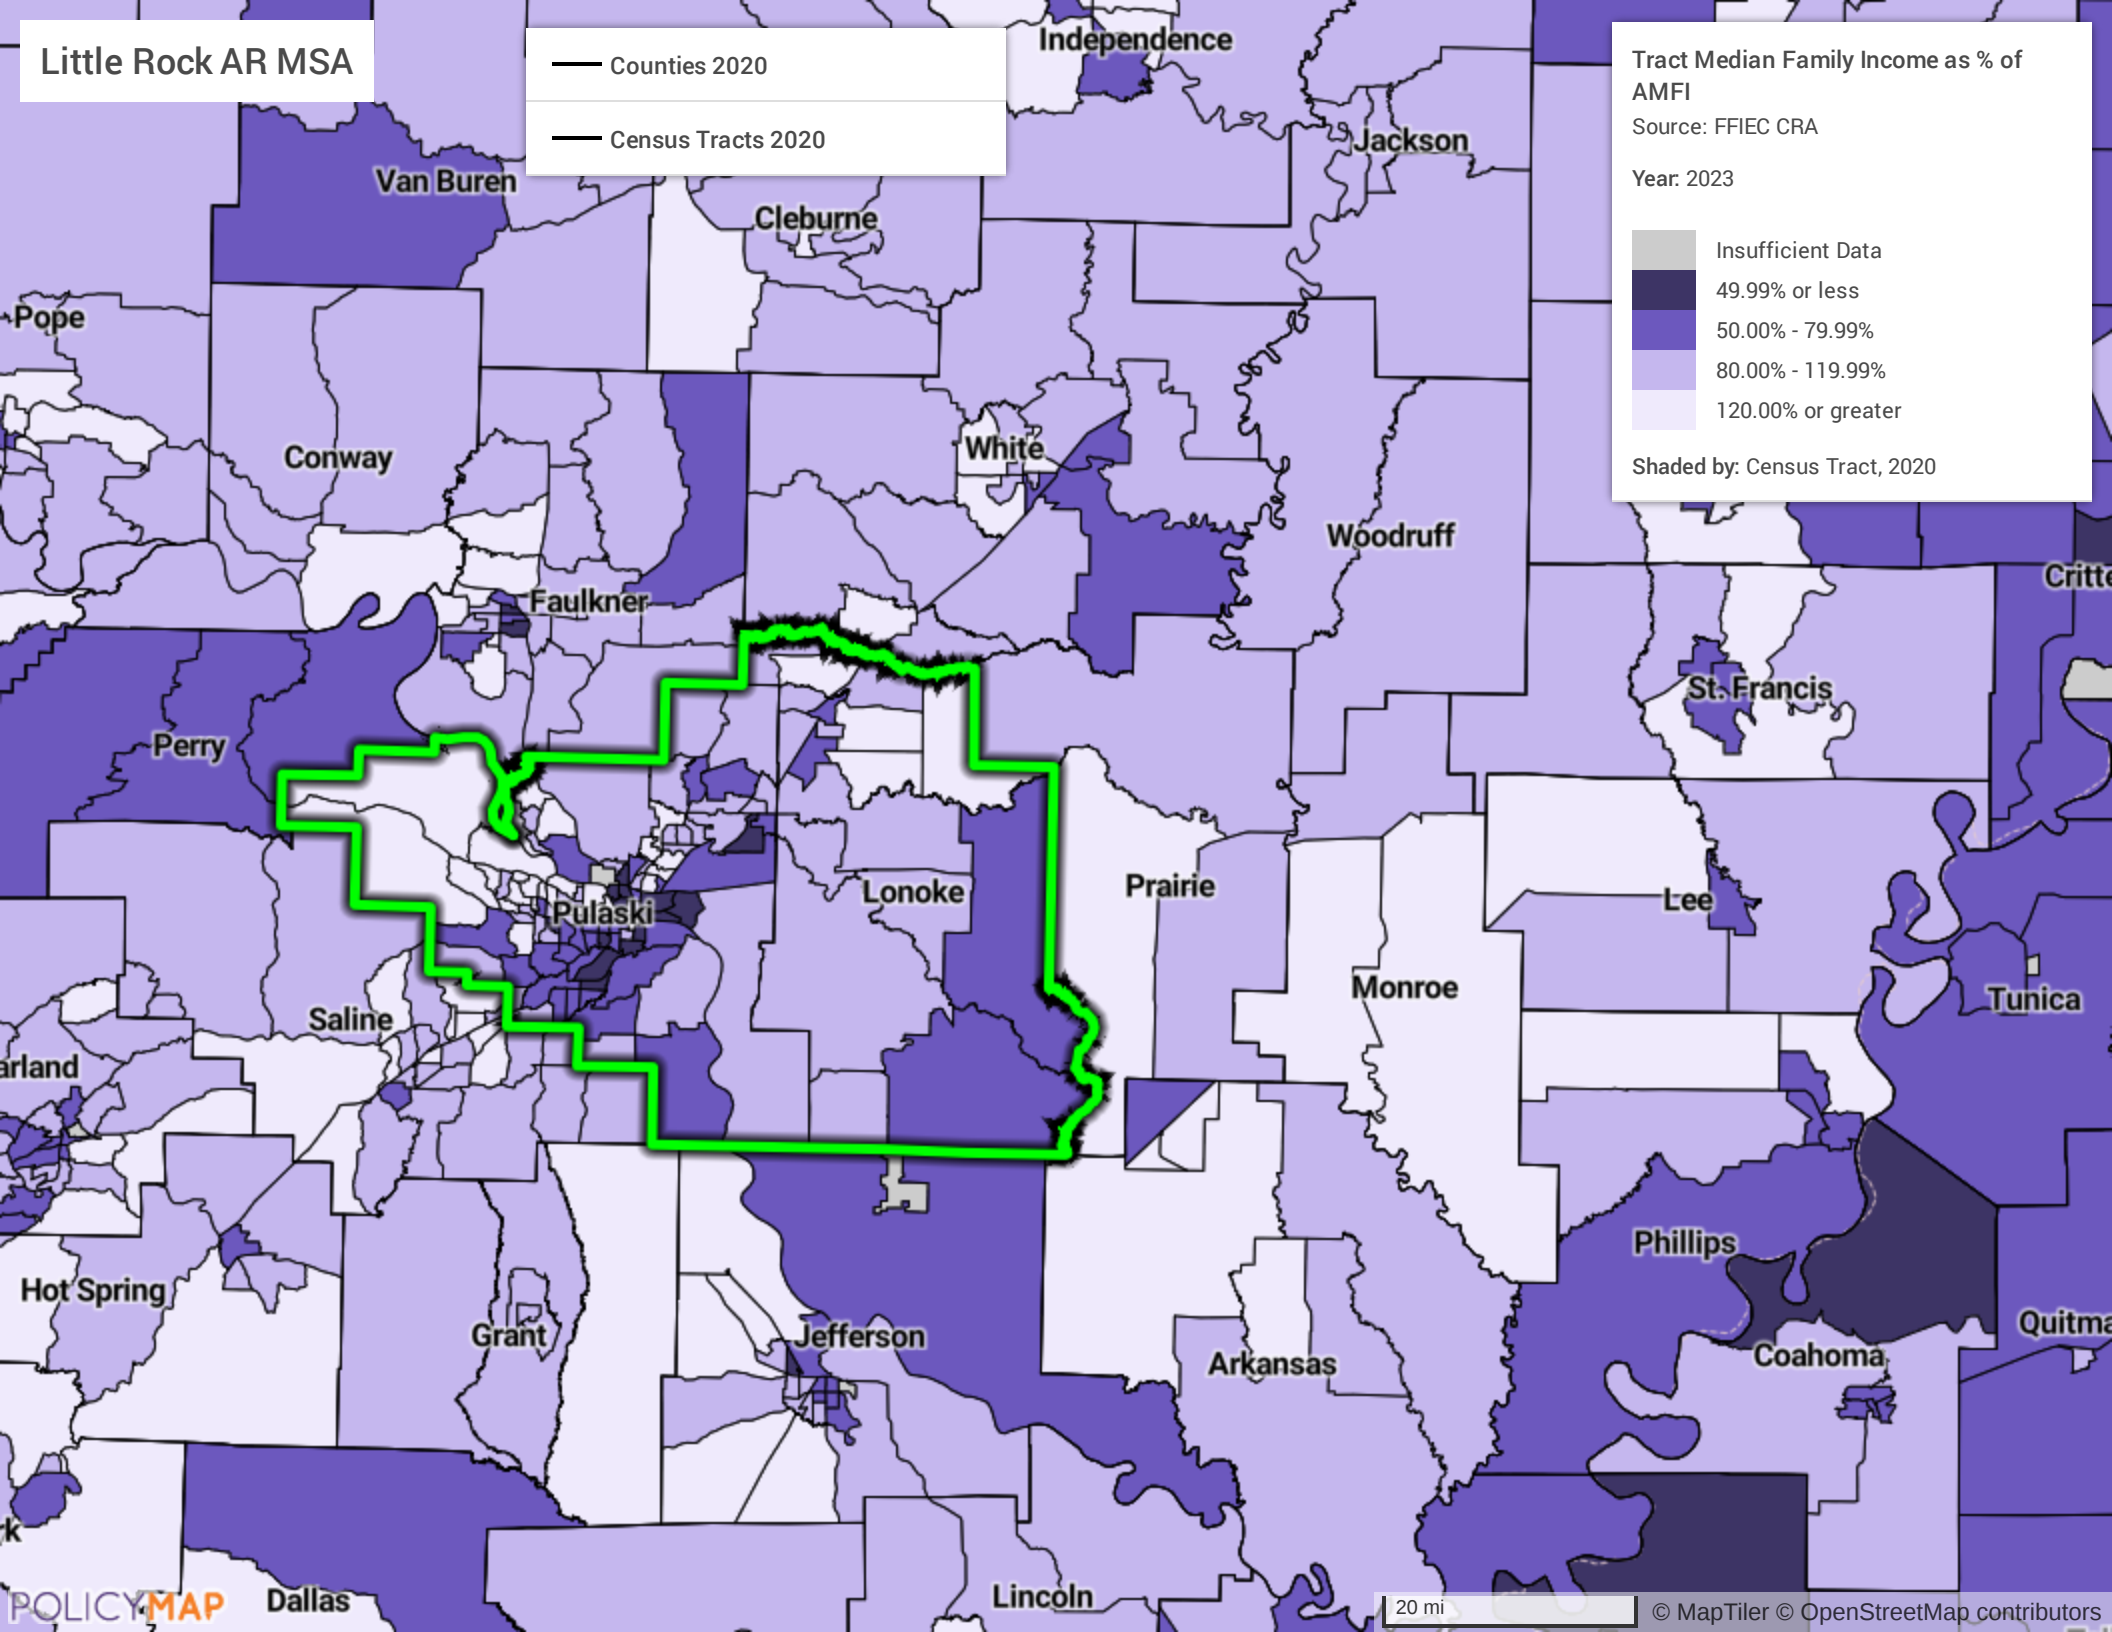 Little Rock AR MSA
Counties 2020
Census Tracts 2020
Tract Median Family Income as % of
AMFI
Source: FFIEC CRA
Year: 2023
Insufficient Data
49.99% or less
50.00% - 79.99%
80.00% - 119.99%
120.00% or greater
Shaded by: Census Tract, 2020
Independence
Jackson
Van Buren
Cleburne
Pope
White
Conway
Woodruff
Critte
Faulkner
St. Francis
Perry
Prairie
Lonoke
Lee
Pulaski
Monroe
Tunica
Saline
arland
Phillips
Hot Spring
Quitma
Grant
Jefferson
Coahoma
Arkansas
rk
Lincoln
Dallas
POLICYMAP
20 mi
© MapTiler © OpenStreetMap contributors